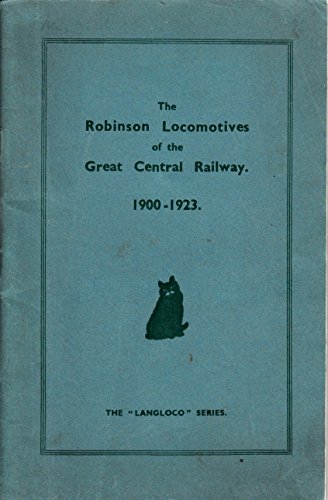 The
Robinson Locomotives
of the
Great Central Railway.
1900-1923.
THE "LANGLOCO" SERIES.